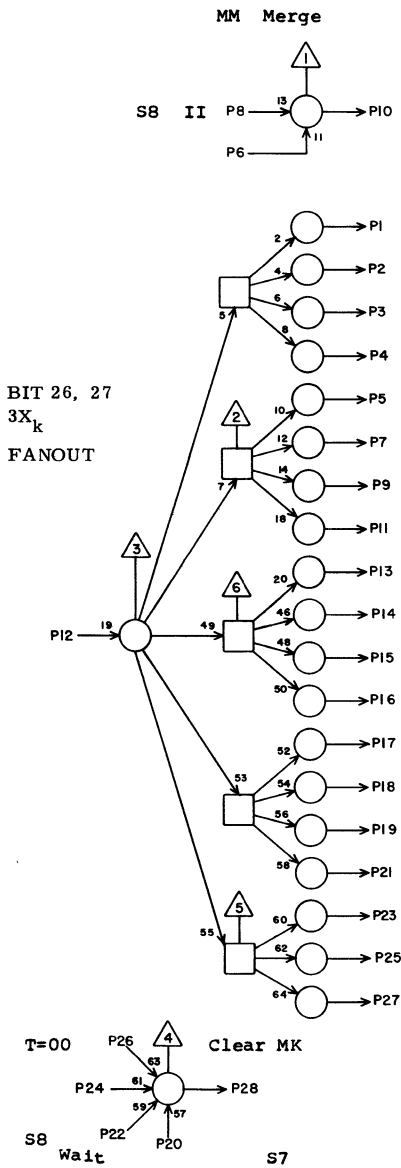 MM Merge
1
S8 II P8 13 P10
P6 11
2 P1
4 P2
6 P3
5 8 P4
BIT 26, 27
3Xk
FANOUT
2
10 P5
12 P7
14 P9
7 18 P11
3
6
20 P13
P12 19 49 46 P14
48 P15
50 P16
52 P17
53 54 P18
56 P19
58 P21
5
55 60 P23
62 P25
64 P27
T=00 P26 4 Clear MK
63
P24 61 P28
59 57
S8 P22 P20
Wait S7